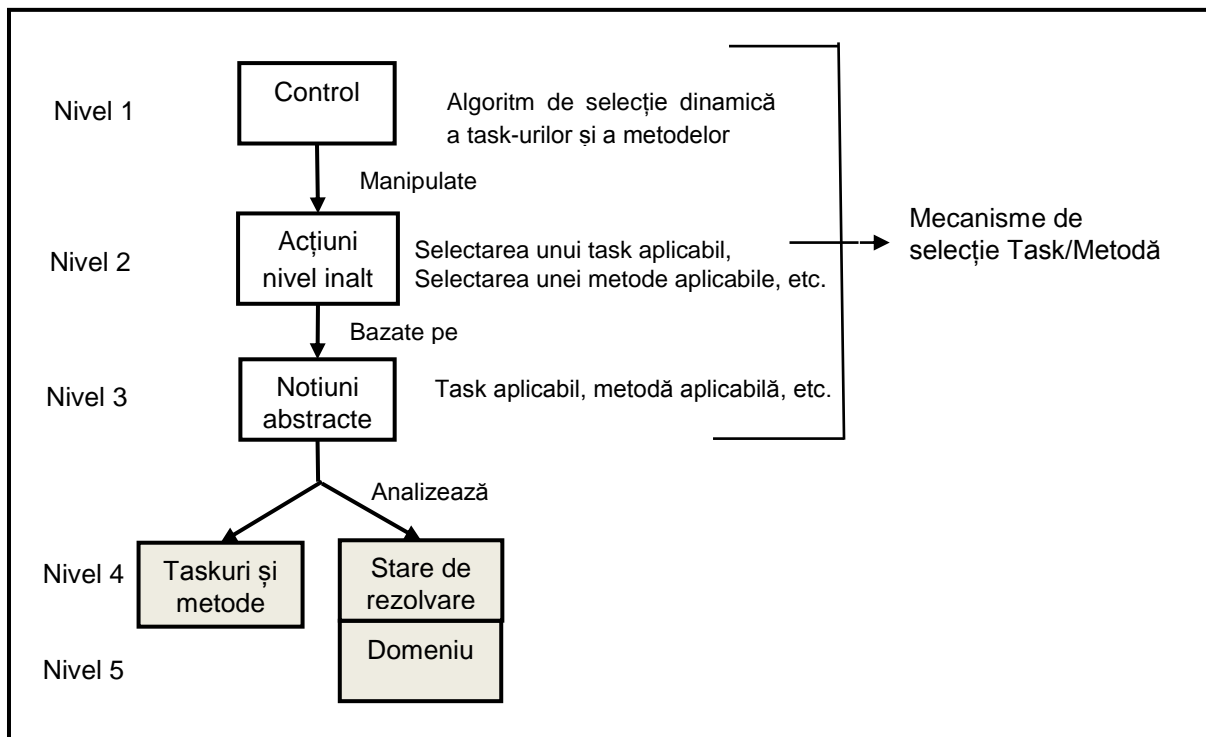 Nivel 1
Control
Algoritm de selecție dinamică
a task-urilor și a metodelor
Manipulate
Nivel 2
Acțiuni
nivel inalt
Selectarea unui task aplicabil,
Selectarea unei metode aplicabile, etc.
Mecanisme de
selecție Task/Metodă
Bazate pe
Nivel 3
Notiuni
abstracte
Task aplicabil, metodă aplicabilă, etc.
Analizează
Nivel 4
Taskuri și
metode
Stare de
rezolvare
Nivel 5
Domeniu